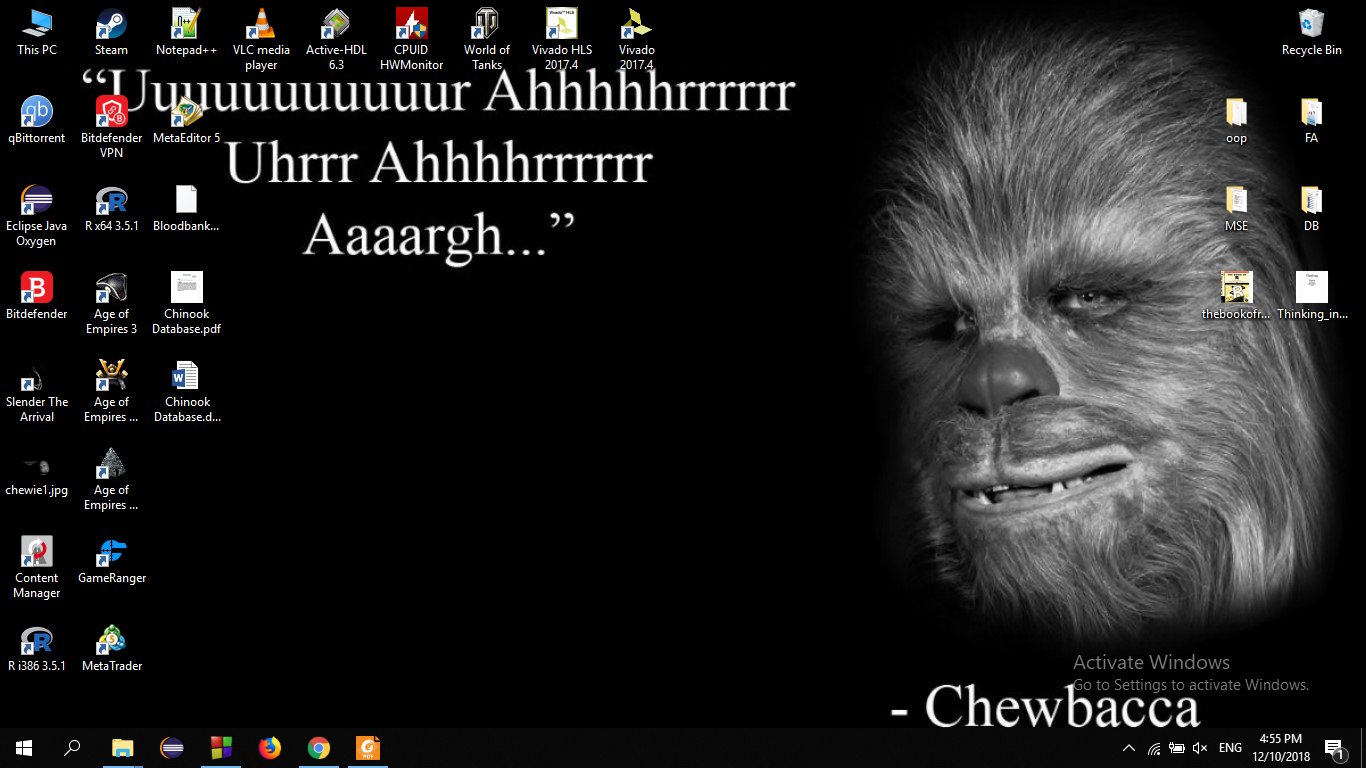 This PC
Steam
Notepad++
VLC media
player
Active-HDL
6.3
CPUID
HWMonitor
World of
Tanks
Vivado HLS
2017.4
Vivado
2017.4
Recycle Bin
“Uuuuuuuuuuur Ahhhhhrrrrrr
Uhrrr Ahhhhrrrrrr
Aaaargh...”
qBittorrent
Bitdefender
VPN
MetaEditor 5
oop
FA
Eclipse Java
Oxygen
R x64 3.5.1
Bloodbank...
MSE
DB
Bitdefender
Age of
Empires 3
Chinook
Database.pdf
thebookofr...
Thinking_in...
Slender The
Arrival
Age of
Empires ...
Chinook
Database.d...
chewie1.jpg
Age of
Empires ...
Content
Manager
GameRanger
R i386 3.5.1
MetaTrader
Activate Windows
Go to Settings to activate Windows.
- Chewbacca
ENG
4:55 PM
12/10/2018
1